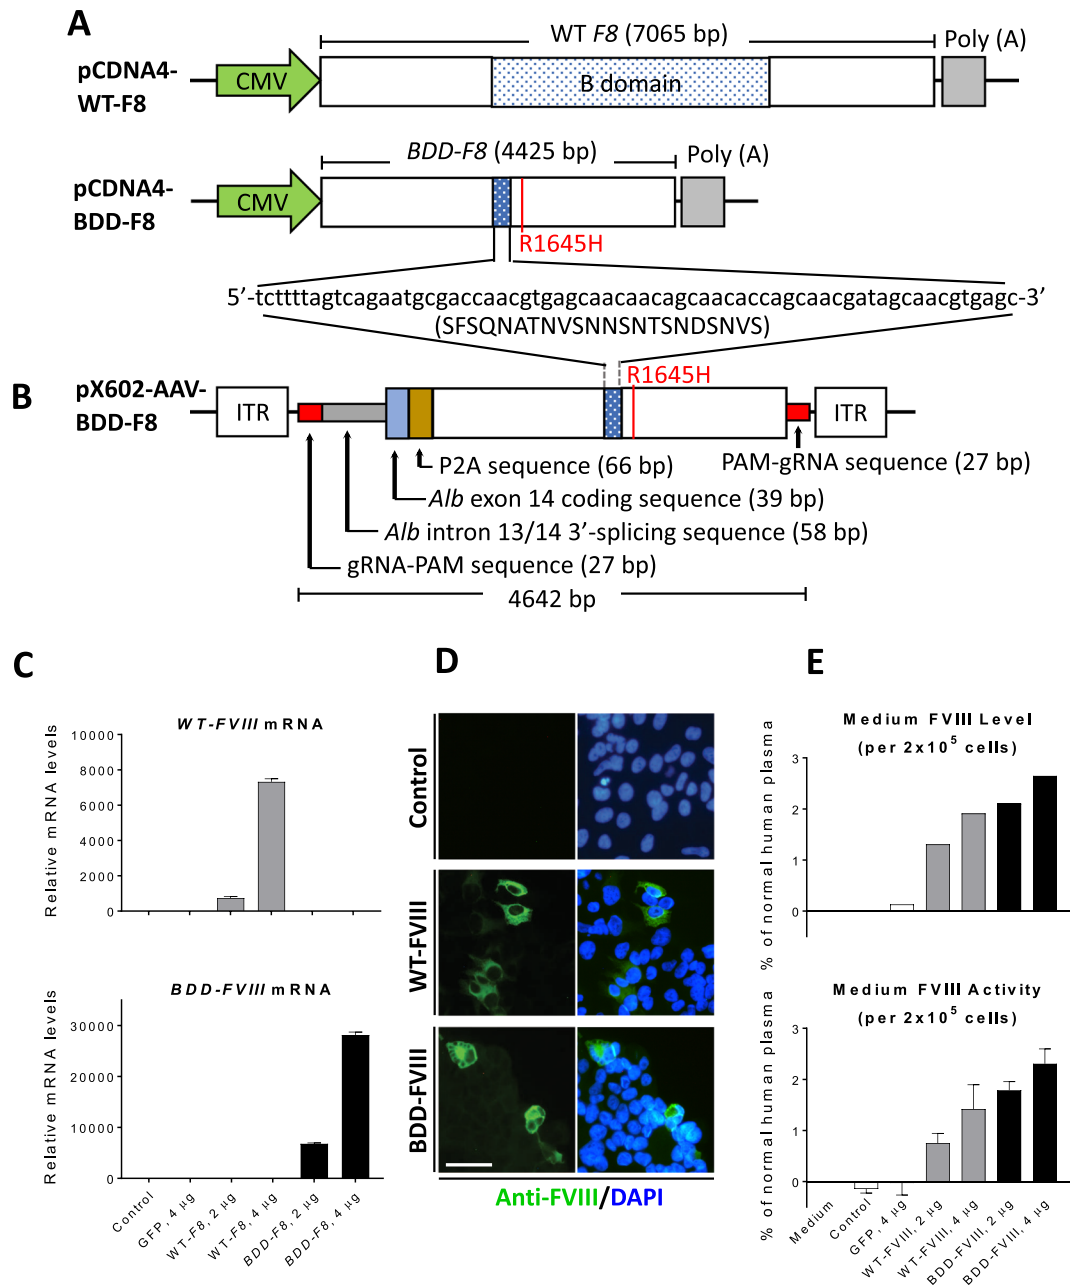 A
WT F8 (7065 bp)
Poly (A)
pCDNA4-
WT-F8
CMV
B domain
BDD-F8 (4425 bp)
Poly (A)
pCDNA4-
BDD-F8
CMV
R1645H
5’-tcttttagtcagaatgcgaccaacgtgagcaacaacagcaacaccagcaacgatagcaacgtgagc-3’
(SFSQNATNVSNNSNTSNDSNVS)
B
pX602-AAV-
BDD-F8
R1645H
ITR
ITR
P2A sequence (66 bp)
PAM-gRNA sequence (27 bp)
Alb exon 14 coding sequence (39 bp)
Alb intron 13/14 3’-splicing sequence (58 bp)
gRNA-PAM sequence (27 bp)
4642 bp
C
WT-FVIII mRNA
Relative mRNA levels
10000
8000
6000
4000
2000
0
BDD-FVIII mRNA
Relative mRNA levels
30000
20000
10000
0
Control
GFP, 4 µg
WT-F8, 2 µg
WT-F8, 4 µg
BDD-F8, 2 µg
BDD-F8, 4 µg
D
Control
WT-FVIII
BDD-FVIII
Anti-FVIII/DAPI
E
Medium FVIII Level
(per 2x10⁵ cells)
% of normal human plasma
3
2
1
0
Medium FVIII Activity
(per 2x10⁵ cells)
% of normal human plasma
3
2
1
0
Medium
Control
GFP, 4 µg
WT-FVIII, 2 µg
WT-FVIII, 4 µg
BDD-FVIII, 2 µg
BDD-FVIII, 4 µg